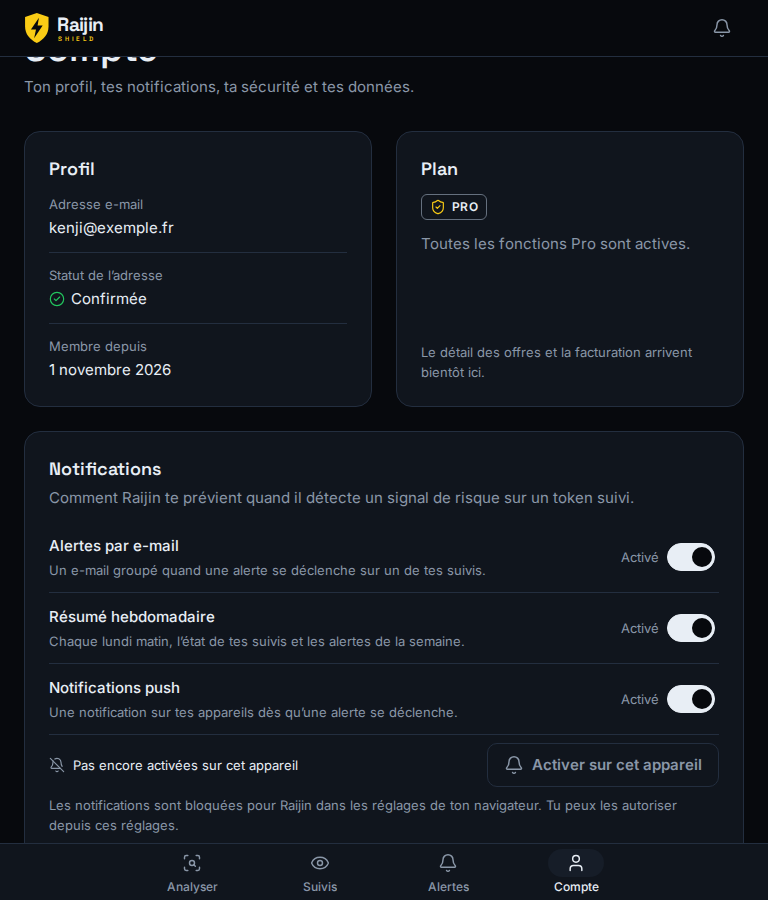 Raijin
SHIELD
Compte
Ton profil, tes notifications, ta sécurité et tes données.
Profil
Adresse e-mail
kenji@exemple.fr
Statut de l’adresse
Confirmée
Membre depuis
1 novembre 2026
Plan
PRO
Toutes les fonctions Pro sont actives.
Le détail des offres et la facturation arrivent
bientôt ici.
Notifications
Comment Raijin te prévient quand il détecte un signal de risque sur un token suivi.
Alertes par e-mail
Un e-mail groupé quand une alerte se déclenche sur un de tes suivis.
Activé
Résumé hebdomadaire
Chaque lundi matin, l’état de tes suivis et les alertes de la semaine.
Activé
Notifications push
Une notification sur tes appareils dès qu’une alerte se déclenche.
Activé
Pas encore activées sur cet appareil
Activer sur cet appareil
Les notifications sont bloquées pour Raijin dans les réglages de ton navigateur. Tu peux les autoriser
depuis ces réglages.
Analyser
Suivis
Alertes
Compte